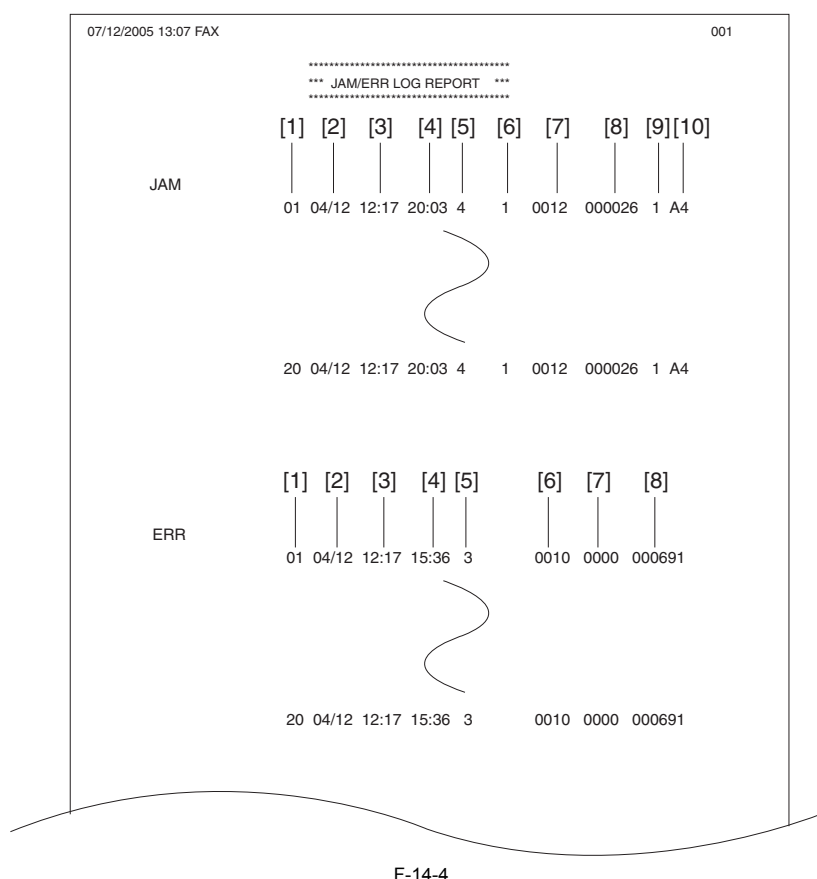 07/12/2005 13:07 FAX 001
***************************************
*** JAM/ERR LOG REPORT ***
***************************************
[1] [2] [3] [4] [5] [6] [7] [8] [9] [10]
JAM
01 04/12 12:17 20:03 4 1 0012 000026 1 A4
20 04/12 12:17 20:03 4 1 0012 000026 1 A4
[1] [2] [3] [4] [5] [6] [7] [8]
ERR
01 04/12 12:17 15:36 3 0010 0000 000691
20 04/12 12:17 15:36 3 0010 0000 000691
F-14-4